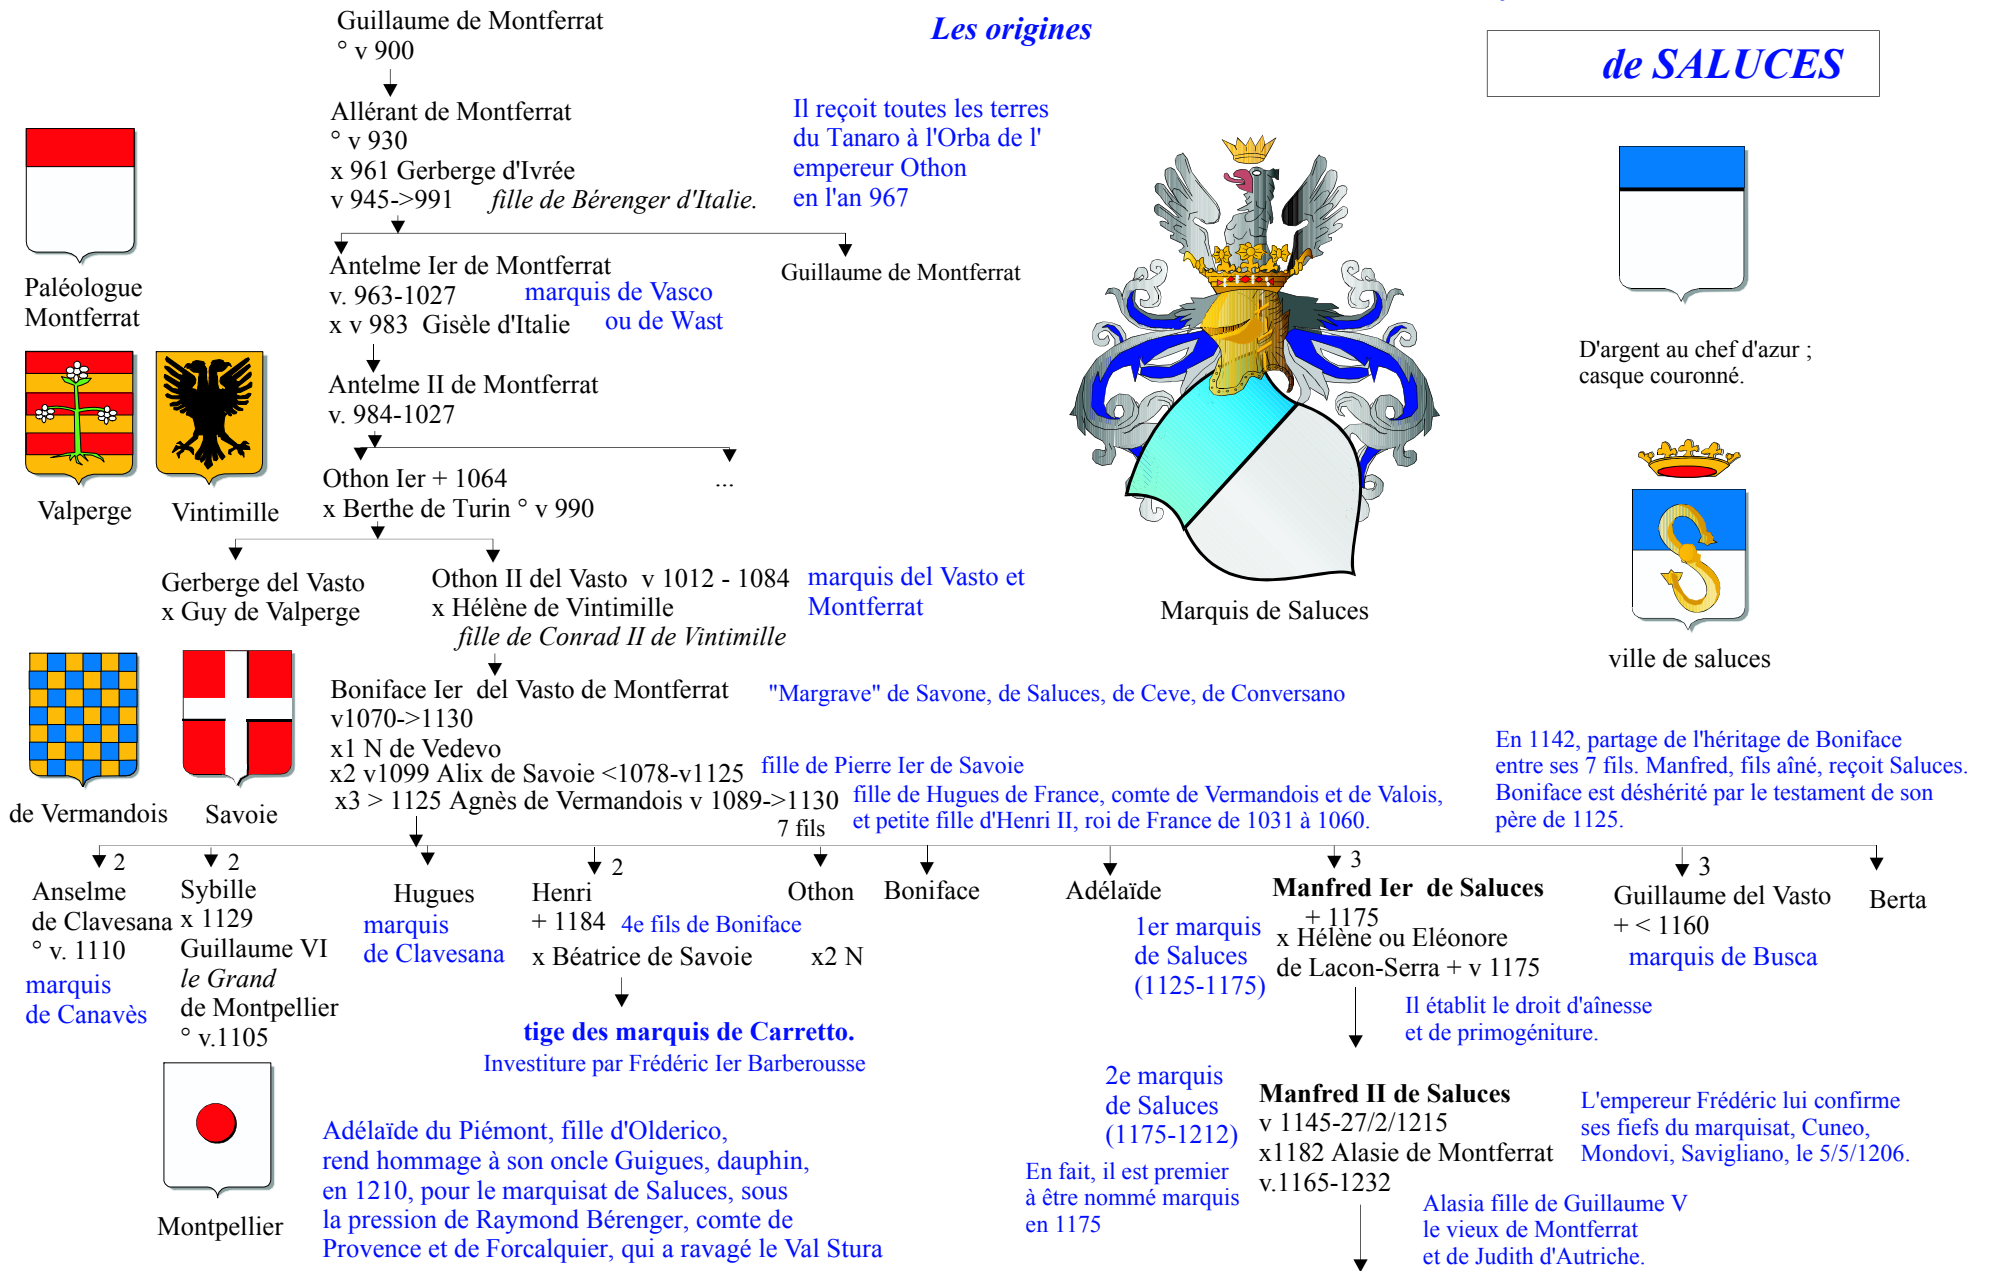 Les origines
de SALUCES
Guillaume de Montferrat
° v 900
Allérant de Montferrat
° v 930
x 961 Gerberge d'Ivrée
v 945->991 fille de Bérenger d'Italie.
Il reçoit toutes les terres
du Tanaro à l'Orba de l'
empereur Othon
en l'an 967
Antelme Ier de Montferrat
v. 963-1027
x v 983 Gisèle d'Italie
marquis de Vasco
ou de Wast
Guillaume de Montferrat
Paléologue
Montferrat
Antelme II de Montferrat
v. 984-1027
Othon Ier + 1064
x Berthe de Turin ° v 990
...
Valperge
Vintimille
Gerberge del Vasto
x Guy de Valperge
Othon II del Vasto v 1012 - 1084
x Hélène de Vintimille
fille de Conrad II de Vintimille
marquis del Vasto et
Montferrat
Marquis de Saluces
D'argent au chef d'azur ;
casque couronné.
ville de saluces
Boniface Ier del Vasto de Montferrat
v1070->1130
x1 N de Vedevo
x2 v1099 Alix de Savoie <1078-v1125
x3 > 1125 Agnès de Vermandois v 1089->1130
7 fils
"Margrave" de Savone, de Saluces, de Ceve, de Conversano
fille de Pierre Ier de Savoie
fille de Hugues de France, comte de Vermandois et de Valois,
et petite fille d'Henri II, roi de France de 1031 à 1060.
En 1142, partage de l'héritage de Boniface
entre ses 7 fils. Manfred, fils aîné, reçoit Saluces.
Boniface est déshérité par le testament de son
père de 1125.
de Vermandois
Savoie
2
Anselme
de Clavesana
° v. 1110
marquis
de Canavès
2
Sybille
x 1129
Guillaume VI
le Grand
de Montpellier
° v.1105
Hugues
marquis
de Clavesana
2
Henri
+ 1184
4e fils de Boniface
x Béatrice de Savoie
x2 N
tige des marquis de Carretto.
Investiture par Frédéric Ier Barberousse
Othon
Boniface
Adélaïde
3
Manfred Ier de Saluces
+ 1175
x Hélène ou Eléonore
de Lacon-Serra + v 1175
1er marquis
de Saluces
(1125-1175)
Il établit le droit d'aînesse
et de primogéniture.
3
Guillaume del Vasto
+ < 1160
marquis de Busca
Berta
Montpellier
Adélaïde du Piémont, fille d'Olderico,
rend hommage à son oncle Guigues, dauphin,
en 1210, pour le marquisat de Saluces, sous
la pression de Raymond Bérenger, comte de
Provence et de Forcalquier, qui a ravagé le Val Stura
2e marquis
de Saluces
(1175-1212)
En fait, il est premier
à être nommé marquis
en 1175
Manfred II de Saluces
v 1145-27/2/1215
x1182 Alasie de Montferrat
v.1165-1232
L'empereur Frédéric lui confirme
ses fiefs du marquisat, Cuneo,
Mondovi, Savigliano, le 5/5/1206.
Alasia fille de Guillaume V
le vieux de Montferrat
et de Judith d'Autriche.